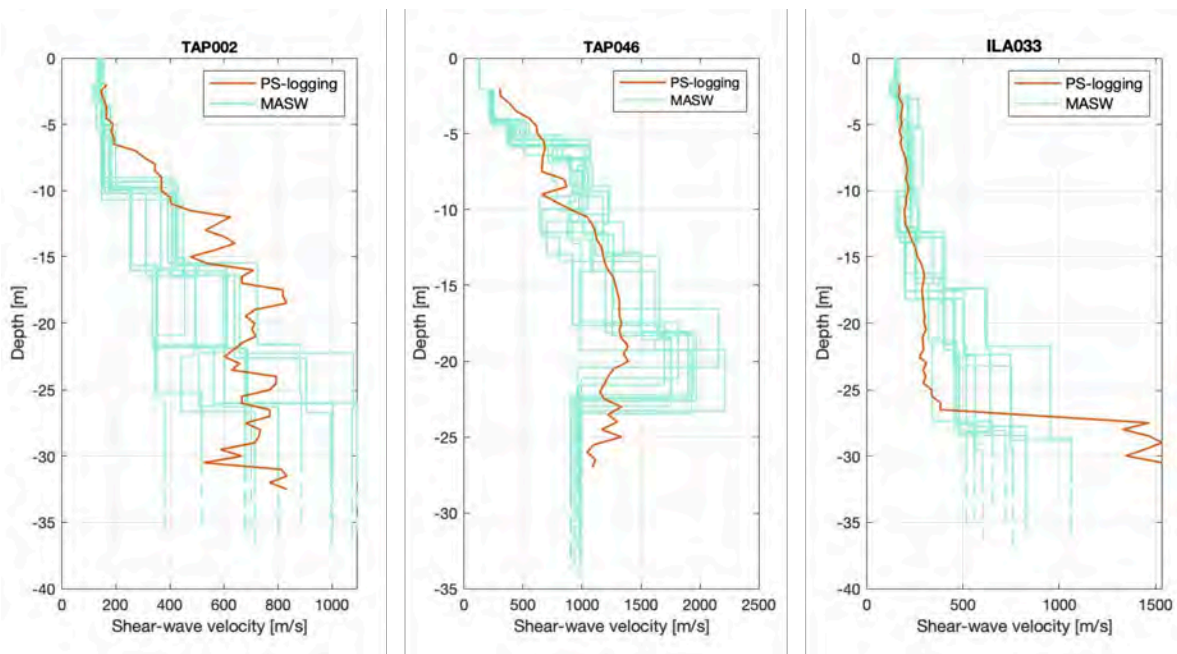 TAP002
PS-logging
MASW
0
-5
-10
-15
-20
-25
-30
-35
-40
Depth [m]
0 200 400 600 800 1000
Shear-wave velocity [m/s]
TAP046
PS-logging
MASW
0
-5
-10
-15
-20
-25
-30
-35
Depth [m]
0 500 1000 1500 2000 2500
Shear-wave velocity [m/s]
ILA033
PS-logging
MASW
0
-5
-10
-15
-20
-25
-30
-35
-40
Depth [m]
0 500 1000 1500
Shear-wave velocity [m/s]